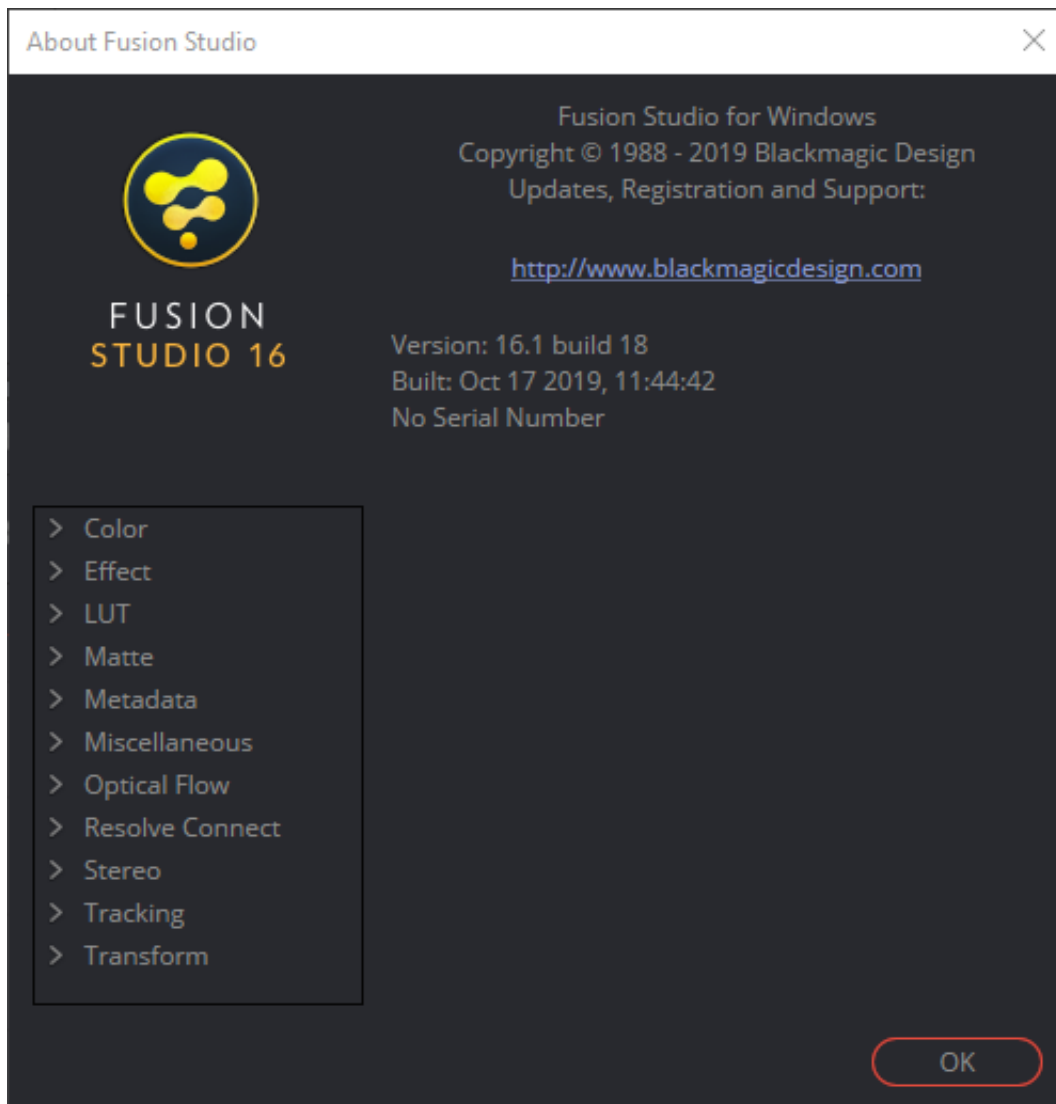 About Fusion Studio
FUSION
STUDIO 16
Fusion Studio for Windows
Copyright © 1988 - 2019 Blackmagic Design
Updates, Registration and Support:
http://www.blackmagicdesign.com
Version: 16.1 build 18
Built: Oct 17 2019, 11:44:42
No Serial Number
Color
Effect
LUT
Matte
Metadata
Miscellaneous
Optical Flow
Resolve Connect
Stereo
Tracking
Transform
OK